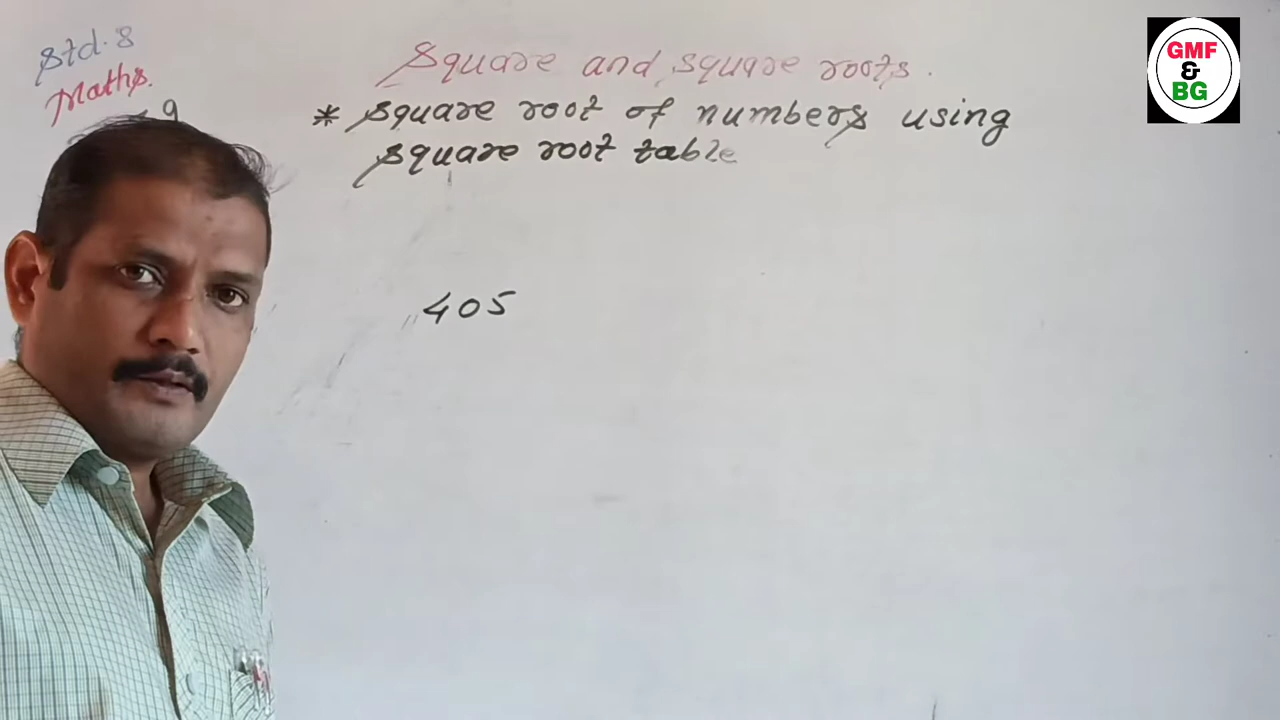 Std. 8
Maths.
9
Square and square roots.
* square root of numbers using
square root table
405
GMF
&
BG